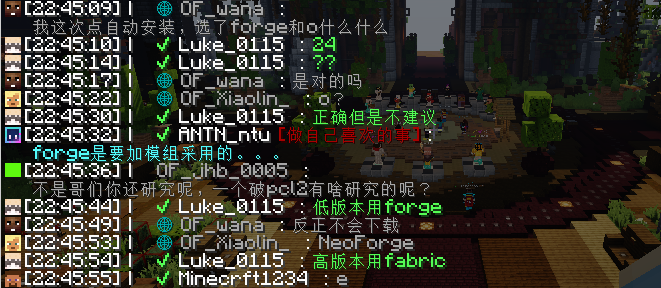 [22:45:09] | OF_wana :
我这次点自动安装，选了forge和o什么什么
[22:45:10] | ✔ Luke_0115 : 24
[22:45:14] | ✔ Luke_0115 : ??
[22:45:17] | OF_wana : 是对的吗
[22:45:22] | OF_Xiaolin_ : o?
[22:45:30] | ✔ Luke_0115 : 正确但是不建议
[22:45:32] | ✔ ANTN_ntu [做自己喜欢的事] :
forge是要加模组采用的。。。
[22:45:36] | OF_jhb_0005 :
不是哥们你还研究呢，一个破pcl2有啥研究的呢？
[22:45:44] | ✔ Luke_0115 : 低版本用forge
[22:45:49] | OF_wana : 反正不会下载
[22:45:53] | OF_Xiaolin_ : NeoForge
[22:45:54] | ✔ Luke_0115 : 高版本用fabric
[22:45:55] | ✔ Minecrft1234 : e